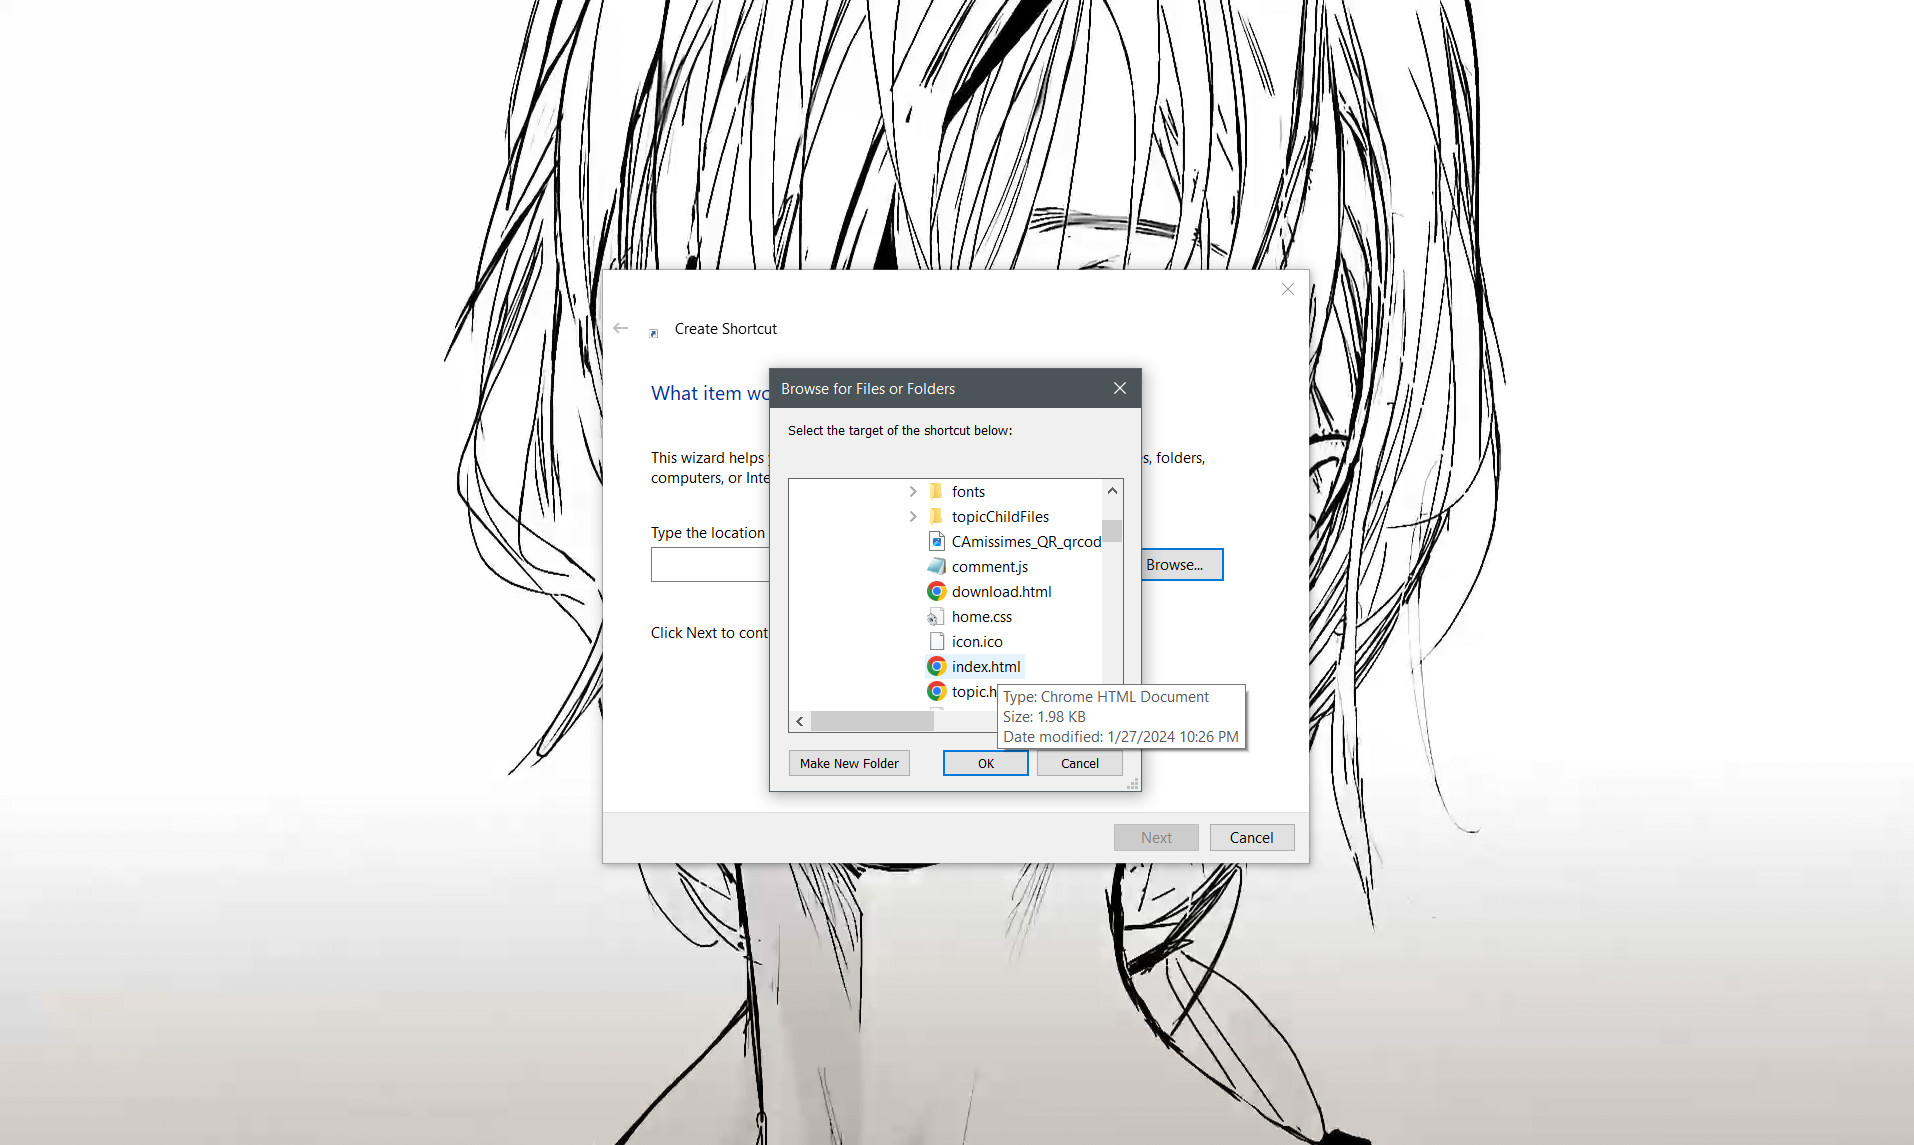 Create Shortcut
What item wo
This wizard helps
s, folders,
computers, or Inte
Type the location
Browse...
Click Next to cont
Browse for Files or Folders
Select the target of the shortcut below:
fonts
topicChildFiles
CAmissimes_QR_qrcod
comment.js
download.html
home.css
icon.ico
index.html
topic.h
Type: Chrome HTML Document
Size: 1.98 KB
Date modified: 1/27/2024 10:26 PM
Make New Folder
OK
Cancel
Next
Cancel